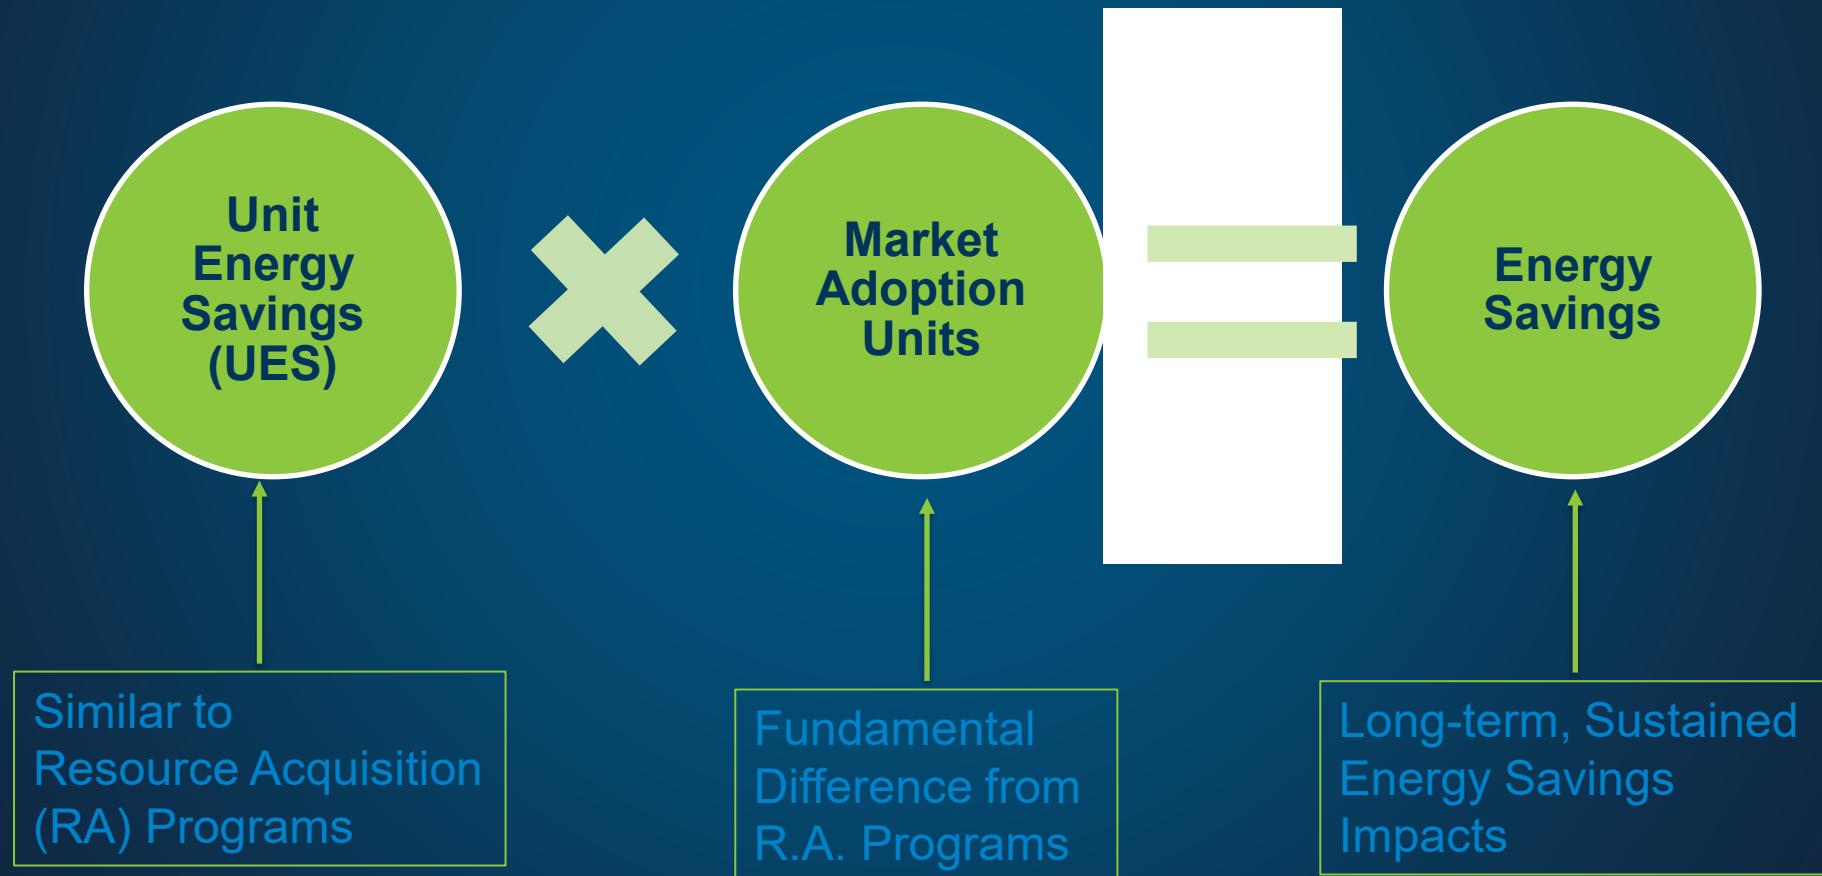 Unit
Energy
Savings
(UES)
Market
Adoption
Units
Energy
Savings
Similar to
Resource Acquisition
(RA) Programs
Fundamental
Difference from
R.A. Programs
Long-term, Sustained
Energy Savings
Impacts